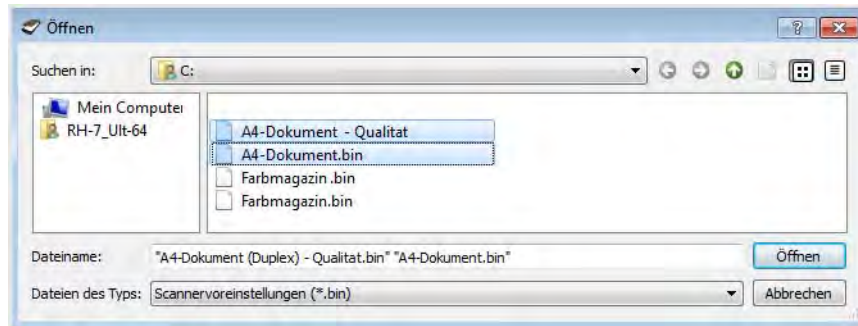 Öffnen
Suchen in: C:
Mein Computer
RH-7_Ult-64
A4-Dokument - Qualitat
A4-Dokument.bin
Farbmagazin .bin
Farbmagazin.bin
Dateiname: "A4-Dokument (Duplex) - Qualitat.bin" "A4-Dokument.bin" Öffnen
Dateien des Typs: Scannervoreinstellungen (*.bin) Abbrechen